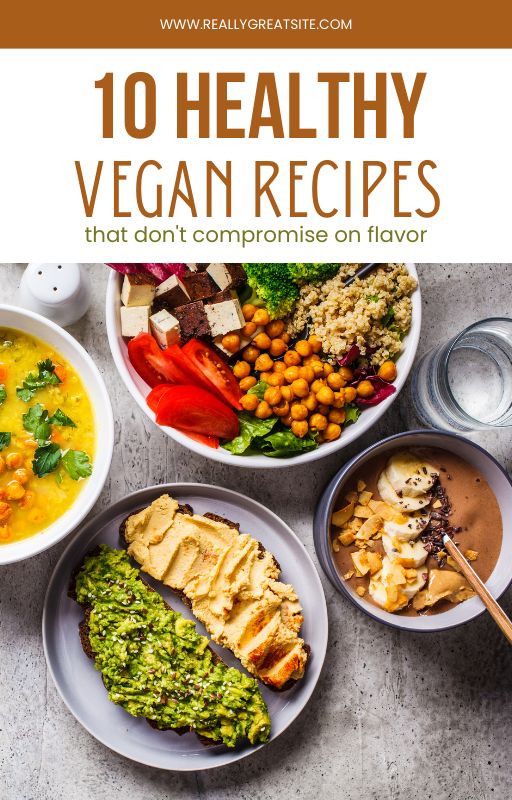 WWW.REALLYGREATSITE.COM
10 HEALTHY
VEGAN RECIPES
that don't compromise on flavor